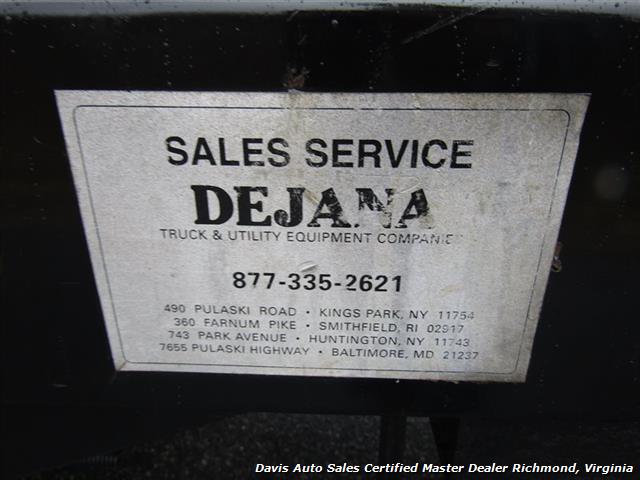 SALES SERVICE
DEJANA
TRUCK & UTILITY EQUIPMENT COMPANIES
877-335-2621
490 PULASKI ROAD • KINGS PARK, NY 11754
360 FARNUM PIKE • SMITHFIELD, RI 02917
743 PARK AVENUE • HUNTINGTON, NY 11743
7655 PULASKI HIGHWAY • BALTIMORE, MD 21237
Davis Auto Sales Certified Master Dealer Richmond, Virginia